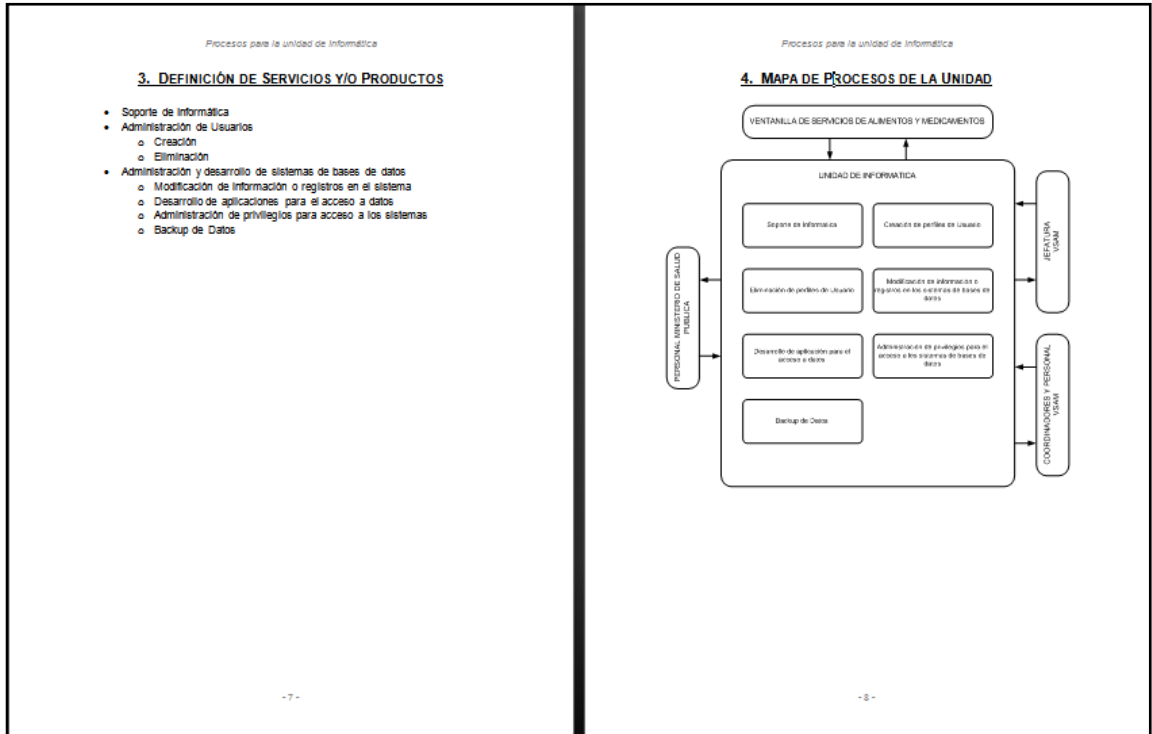 Procesos para la unidad de Informática
3. DEFINICIÓN DE SERVICIOS Y/O PRODUCTOS
• Soporte de Informática
• Administración de Usuarios
o Creación
o Eliminación
• Administración y desarrollo de sistemas de bases de datos
o Modificación de información o registros en el sistema
o Desarrollo de aplicaciones para el acceso a datos
o Administración de privilegios para acceso a los sistemas
o Backup de Datos
- 7 -
Procesos para la unidad de Informática
4. MAPA DE PROCESOS DE LA UNIDAD
VENTANILLA DE SERVICIOS DE ALIMENTOS Y MEDICAMENTOS
UNIDAD DE INFORMATICA
Soporte de Informatica
Creación de perfiles de Usuario
Eliminación de perfiles de Usuario
Modificación de información o
registros en los sistemas de bases de
datos
Desarrollo de aplicación para el
acceso a datos
Administración de privilegios para el
acceso a los sistemas de bases de
datos
Backup de Datos
PERSONAL MINISTERIO DE SALUD
PUBLICA
JEFATURA
VSAM
COORDINADORES Y PERSONAL
VSAM
- 8 -